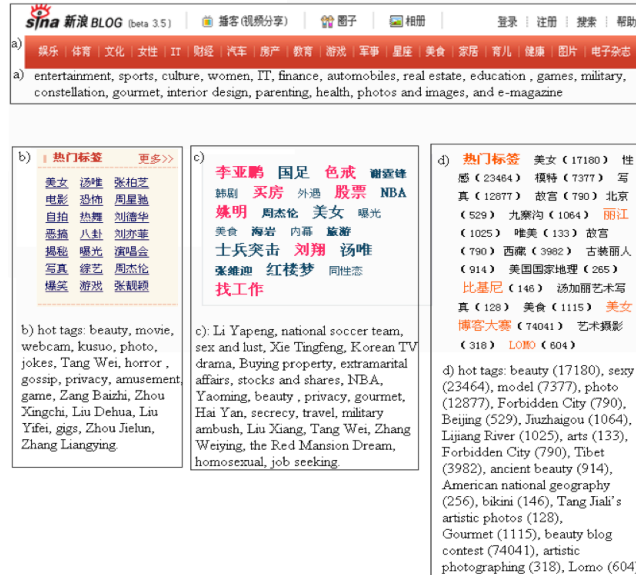 sina 新浪BLOG (beta 3.5) 播客(视频分享) 圈子 相册 登录 注册 搜索 帮助
a) 娱乐 体育 文化 女性 IT 财经 汽车 房产 教育 游戏 军事 星座 美食 家居 育儿 健康 图片 电子杂志
a) entertainment, sports, culture, women, IT, finance, automobiles, real estate, education , games, military,
constellation, gourmet, interior design, parenting, health, photos and images, and e-magazine
b) 热门标签 更多>>
美女 汤唯 张柏芝
电影 恐怖 周星驰
自拍 热舞 刘德华
恶搞 八卦 刘亦菲
揭秘 曝光 演唱会
写真 综艺 周杰伦
爆笑 游戏 张靓颖
b) hot tags: beauty, movie,
webcam, kusuo, photo,
jokes, Tang Wei, horror ,
gossip, privacy, amusement,
game, Zang Baizhi, Zhou
Xingchi, Liu Dehua, Liu
Yifei, gigs, Zhou Jielun,
Zhang Liangying.
c)
李亚鹏 国足 色戒 谢霆锋
韩剧 买房 外遇 股票 NBA
姚明 周杰伦 美女 曝光
美食 海岩 内幕 旅游
士兵突击 刘翔 汤唯
张维迎 红楼梦 同性恋
找工作
c): Li Yapeng, national soccer team,
sex and lust, Xie Tingfeng, Korean TV
drama, Buying property, extramarital
affairs, stocks and shares, NBA,
Yaoming, beauty , privacy, gourmet,
Hai Yan, secrecy, travel, military
ambush, Liu Xiang, Tang Wei, Zhang
Weiying, the Red Mansion Dream,
homosexual, job seeking.
d) 热门标签 美女（17180） 性
感（23464） 模特（7377） 写
真（12877） 故宫（790） 北京
（529） 九寨沟（1064） 丽江
（1025） 唯美（133） 故宫
（790） 西藏（3982） 古装丽人
（914） 美国国家地理（265）
比基尼（146） 汤加丽艺术写
真（128） 美食（1115） 美女
博客大赛（74041） 艺术摄影
（318） LOMO（604）
d) hot tags: beauty (17180), sexy
(23464), model (7377), photo
(12877), Forbidden City (790),
Beijing (529), Jiuzhaigou (1064),
Lijiang River (1025), arts (133),
Forbidden City (790), Tibet
(3982), ancient beauty (914),
American national geography
(256), bikini (146), Tang Jiali's
artistic photos (128),
Gourmet (1115), beauty blog
contest (74041), artistic
photographing (318), Lomo (604)